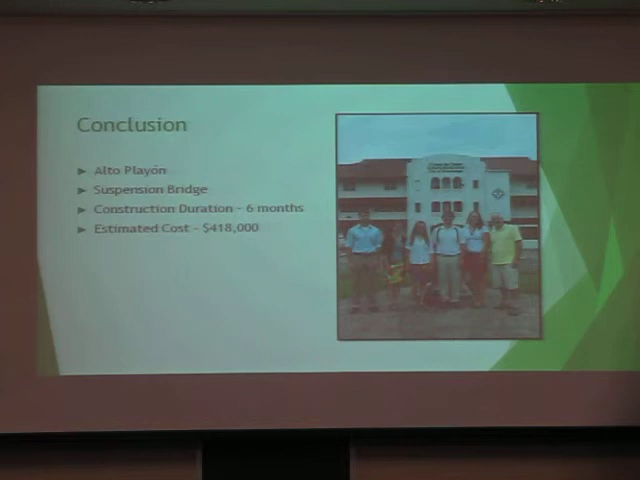 Conclusion
Alto Playón
Suspension Bridge
Construction Duration - 6 months
Estimated Cost - $418,000